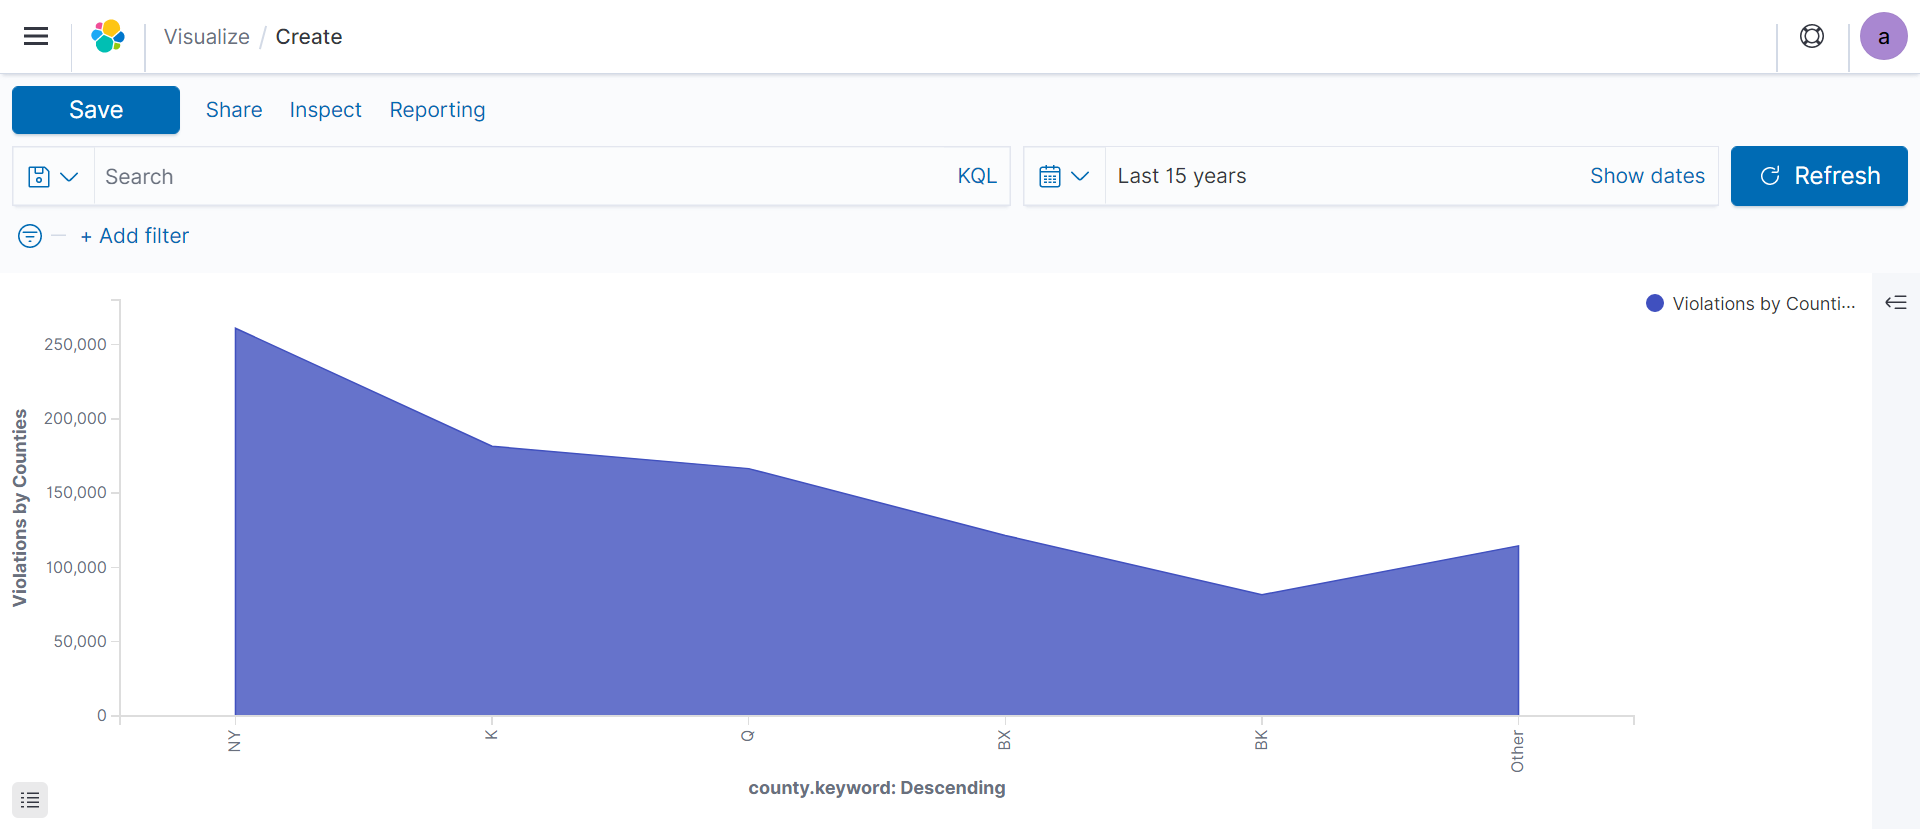 Visualize / Create
a
Save Share Inspect Reporting
Search KQL Last 15 years Show dates Refresh
+ Add filter
Violations by Counti...
Violations by Counties
250,000
200,000
150,000
100,000
50,000
0
NY K Q BX BK Other
county.keyword: Descending